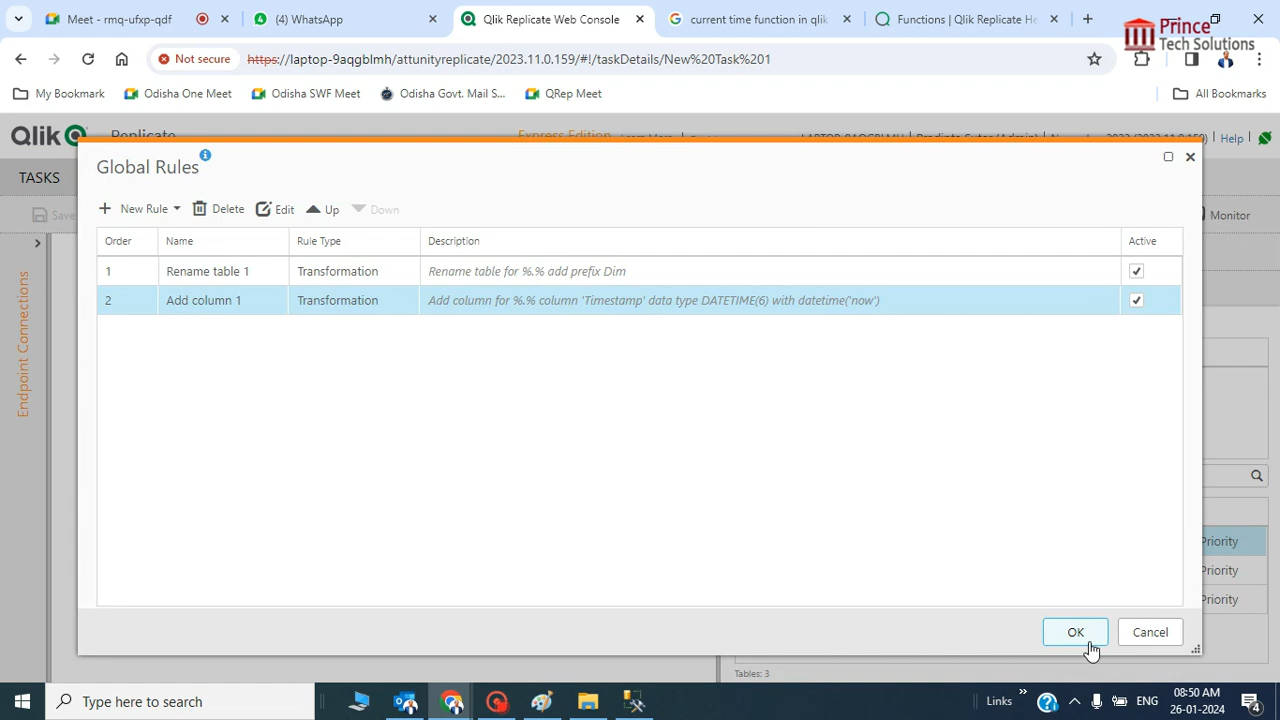 Meet - rmq-ufxp-qdf
(4) WhatsApp
Qlik Replicate Web Console
current time function in qlik
Functions | Qlik Replicate He
Prince
Tech Solutions
Not secure
https://laptop-9aqgblmh/attunityreplicate/2023.11.0.159/#!/taskDetails/New%20Task%201
My Bookmark
Odisha One Meet
Odisha SWF Meet
Odisha Govt. Mail S...
QRep Meet
All Bookmarks
Qlik
Replicate
Express Edition
Help
TASKS
Global Rules
Save
New Rule
Delete
Edit
Up
Down
Monitor
Order Name Rule Type Description Active
1 Rename table 1 Transformation Rename table for %.% add prefix Dim
2 Add column 1 Transformation Add column for %.% column 'Timestamp' data type DATETIME(6) with datetime('now')
Endpoint Connections
Priority
Priority
Priority
OK
Cancel
Tables: 3
Type here to search
Links
ENG
08:50 AM
26-01-2024
4